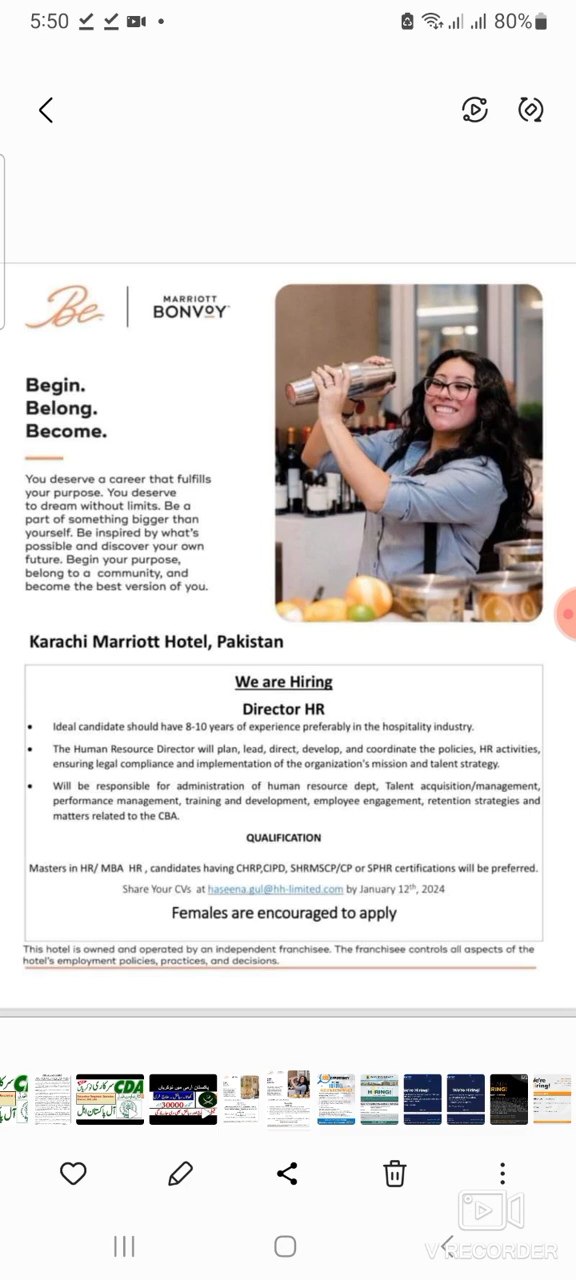 5:50
80%
Be
MARRIOTT
BONVOY
Begin.
Belong.
Become.
You deserve a career that fulfills
your purpose. You deserve
to dream without limits. Be a
part of something bigger than
yourself. Be inspired by what's
possible and discover your own
future. Begin your purpose,
belong to a community, and
become the best version of you.
Karachi Marriott Hotel, Pakistan
We are Hiring
Director HR
• Ideal candidate should have 8-10 years of experience preferably in the hospitality industry.
• The Human Resource Director will plan, lead, direct, develop, and coordinate the policies, HR activities,
ensuring legal compliance and implementation of the organization's mission and talent strategy.
• Will be responsible for administration of human resource dept, Talent acquisition/management,
performance management, training and development, employee engagement, retention strategies and
matters related to the CBA.
QUALIFICATION
Masters in HR/ MBA HR , candidates having CHRP,CIPD, SHRMSCP/CP or SPHR certifications will be preferred.
Share Your CVs at haseena.gul@hh-limited.com by January 12th, 2024
Females are encouraged to apply
This hotel is owned and operated by an independent franchisee. The franchisee controls all aspects of the
hotel's employment policies, practices, and decisions.
CDA
30000
V RECORDER